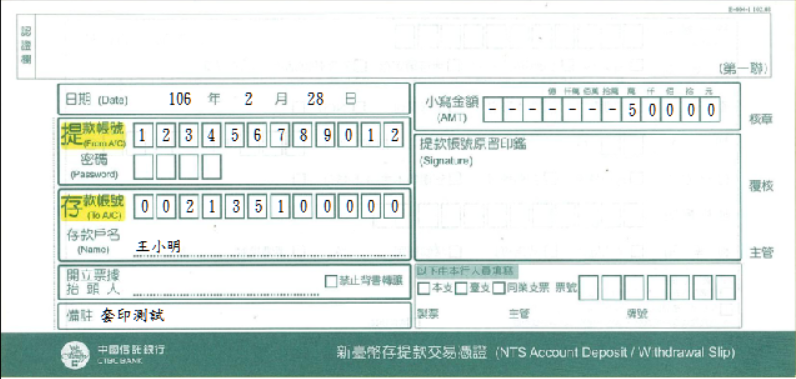 認證欄
(第一聯)
日期 (Date) 106 年 2 月 28 日
小寫金額 (AMT) 億 仟萬 佰萬 拾萬 萬 仟 佰 拾 元
- - - - - - - 5 0 0 0 0
核章
提款帳號 (From A/C) 1 2 3 4 5 6 7 8 9 0 1 2
密碼 (Password)
提款帳號原留印鑑 (Signature)
覆核
存款帳號 (To A/C) 0 0 2 1 3 5 1 0 0 0 0 0
存款戶名 (Name) 王小明
主管
開立票據抬頭人 禁止背書轉讓
以下由本行人員填寫
本支 臺支 同業支票 票號
備註 套印測試
製票 主管 傳號
中國信託銀行
CTBC BANK
新臺幣存提款交易憑證 (NTS Account Deposit / Withdrawal Slip)